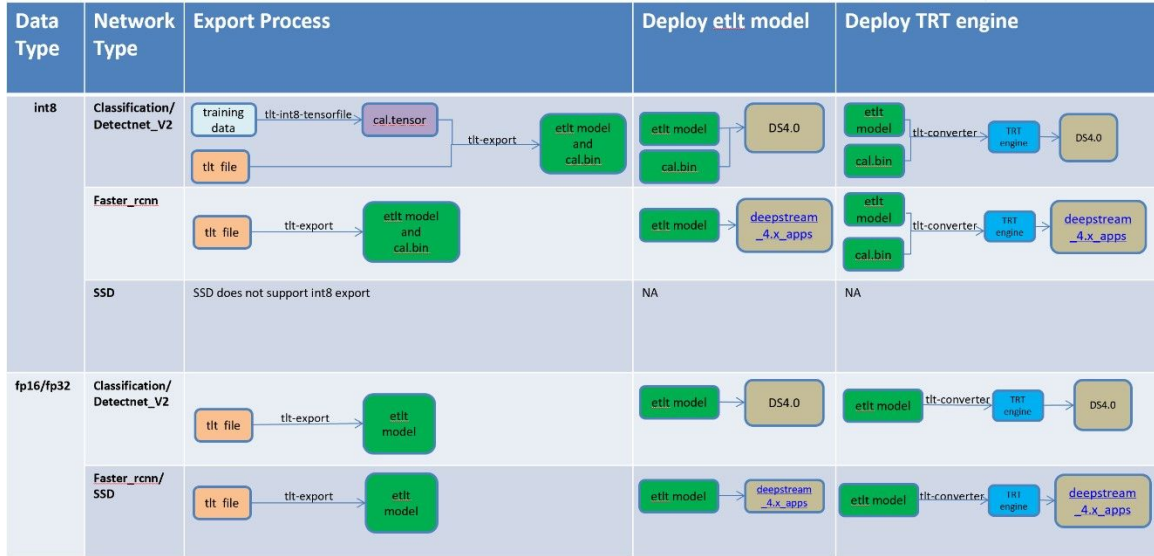 Data
Type
Network
Type
Export Process
Deploy etlt model
Deploy TRT engine
int8
Classification/
Detectnet_V2
training
data
tlt-int8-tensorfile
cal.tensor
tlt file
tlt-export
etlt model
and
cal.bin
etlt model
cal.bin
DS4.0
etlt
model
cal.bin
tlt-converter
TRT
engine
DS4.0
Faster_rcnn
tlt file
tlt-export
etlt model
and
cal.bin
etlt model
deepstream
_4.x_apps
etlt
model
cal.bin
tlt-converter
TRT
engine
deepstream
_4.x_apps
SSD
SSD does not support int8 export
NA
NA
fp16/fp32
Classification/
Detectnet_V2
tlt file
tlt-export
etlt
model
etlt model
DS4.0
etlt model
tlt-converter
TRT
engine
DS4.0
Faster_rcnn/
SSD
tlt file
tlt-export
etlt
model
etlt model
deepstream
_4.x_apps
etlt model
tlt-converter
TRT
engine
deepstream
_4.x_apps